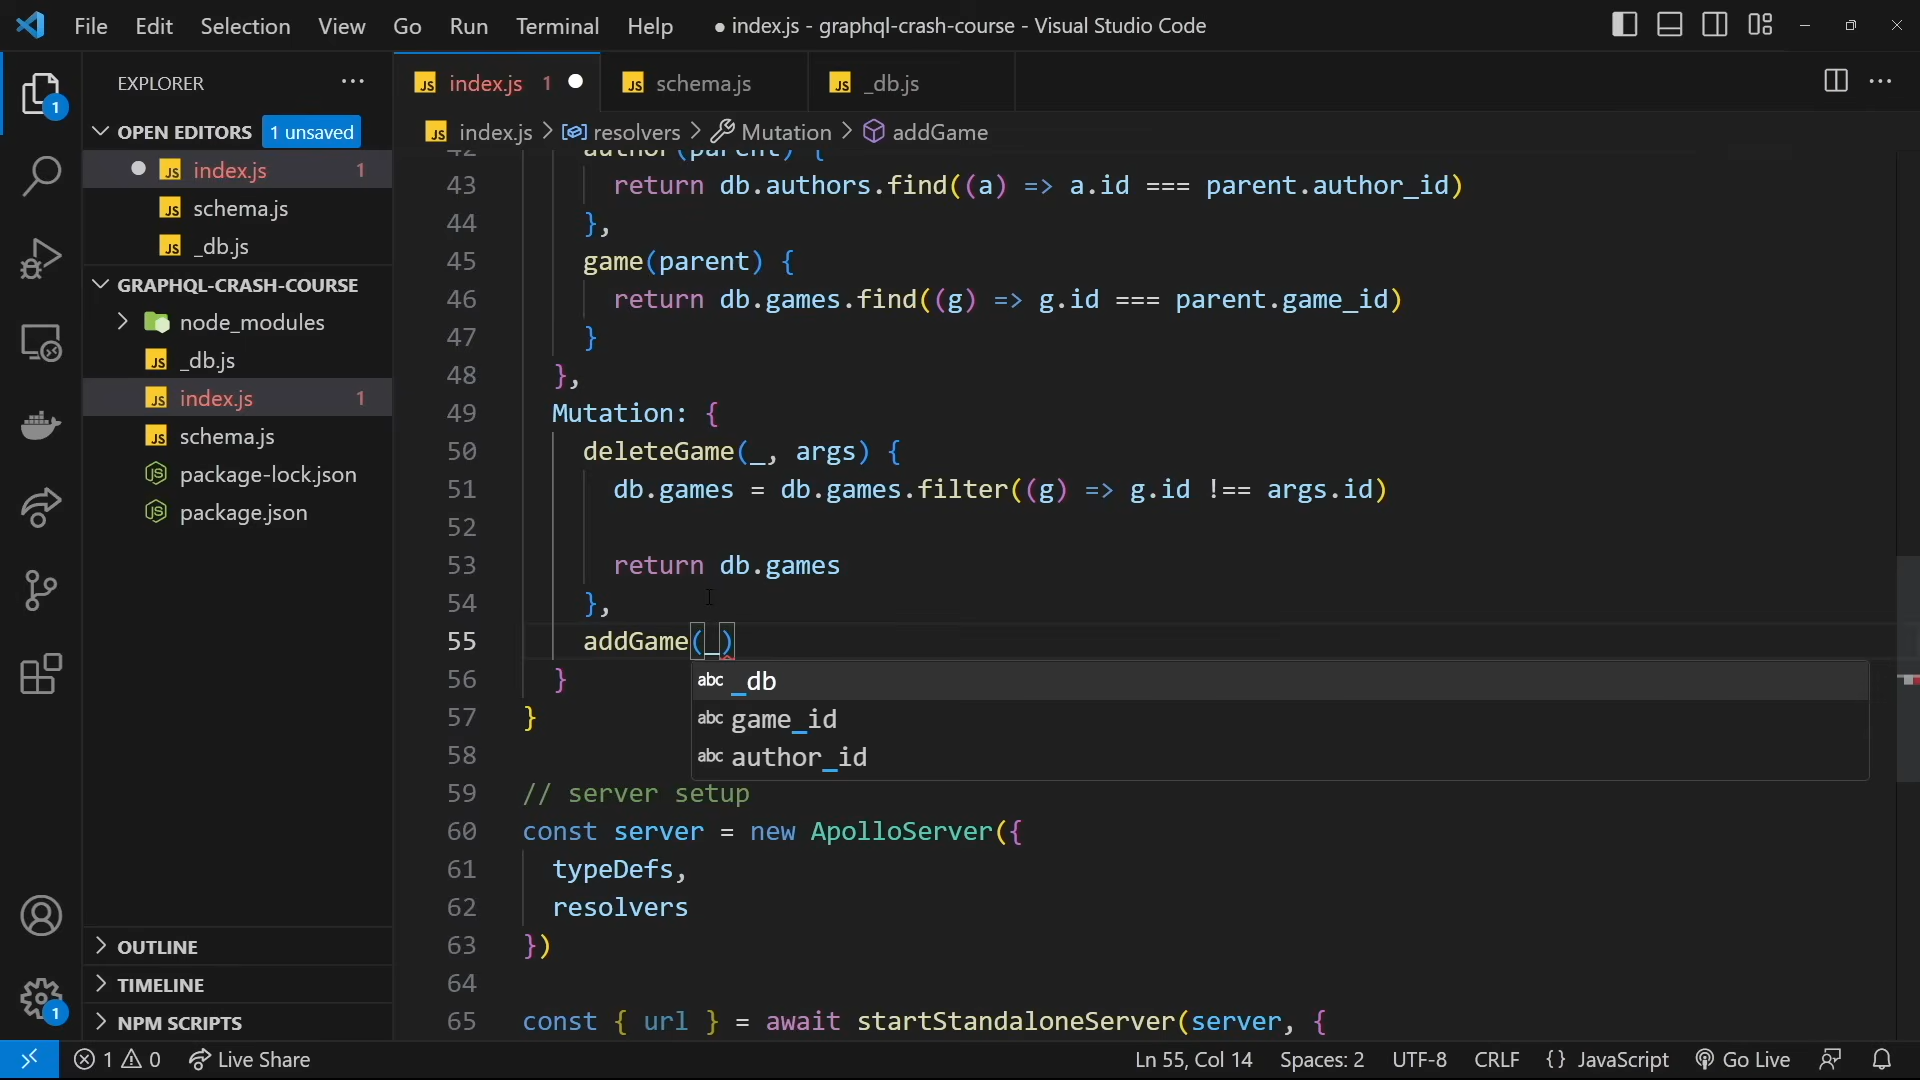 File Edit Selection View Go Run Terminal Help ● index.js - graphql-crash-course - Visual Studio Code
EXPLORER
index.js 1
schema.js
_db.js
OPEN EDITORS 1 unsaved
index.js > resolvers > Mutation > addGame
1
index.js 1
schema.js
_db.js
GRAPHQL-CRASH-COURSE
node_modules
_db.js
index.js 1
schema.js
package-lock.json
package.json
OUTLINE
TIMELINE
NPM SCRIPTS
1
42 author(parent) {
43 return db.authors.find((a) => a.id === parent.author_id)
44 },
45 game(parent) {
46 return db.games.find((g) => g.id === parent.game_id)
47 }
48 },
49 Mutation: {
50 deleteGame(_, args) {
51 db.games = db.games.filter((g) => g.id !== args.id)
52
53 return db.games
54 },
55 addGame(_)
abc _db
abc game_id
abc author_id
56 }
57 }
58
59 // server setup
60 const server = new ApolloServer({
61 typeDefs,
62 resolvers
63 })
64
65 const { url } = await startStandaloneServer(server, {
1 0 Live Share Ln 55, Col 14 Spaces: 2 UTF-8 CRLF {} JavaScript Go Live